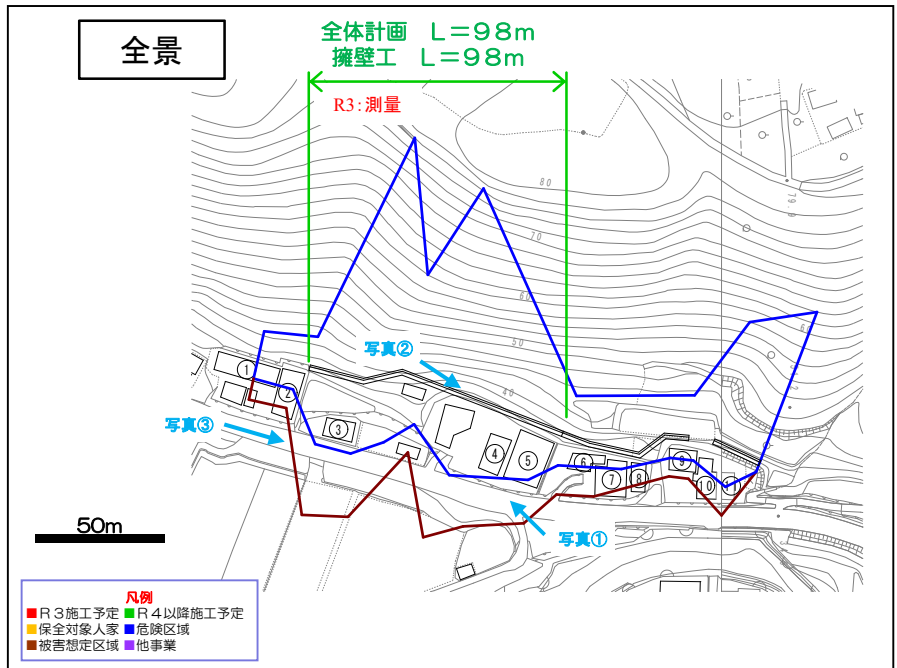 全景
全体計画 L=98m
擁壁工 L=98m
R3:測量
80
70
60
50
40
79.0
60
写真②
写真③
写真①
①
②
③
④
⑤
⑥
⑦
⑧
⑨
⑩
50m
凡例
■R3施工予定 ■R4以降施工予定
■保全対象人家 ■危険区域
■被害想定区域 ■他事業